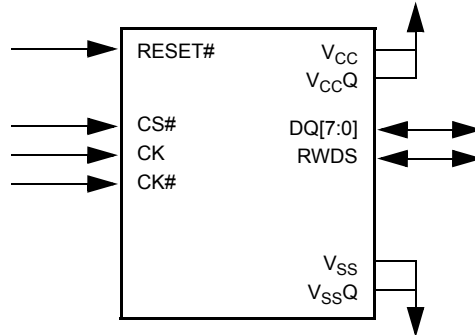 RESET#
CS#
CK
CK#
VCC
VCCQ
DQ[7:0]
RWDS
VSS
VSSQ